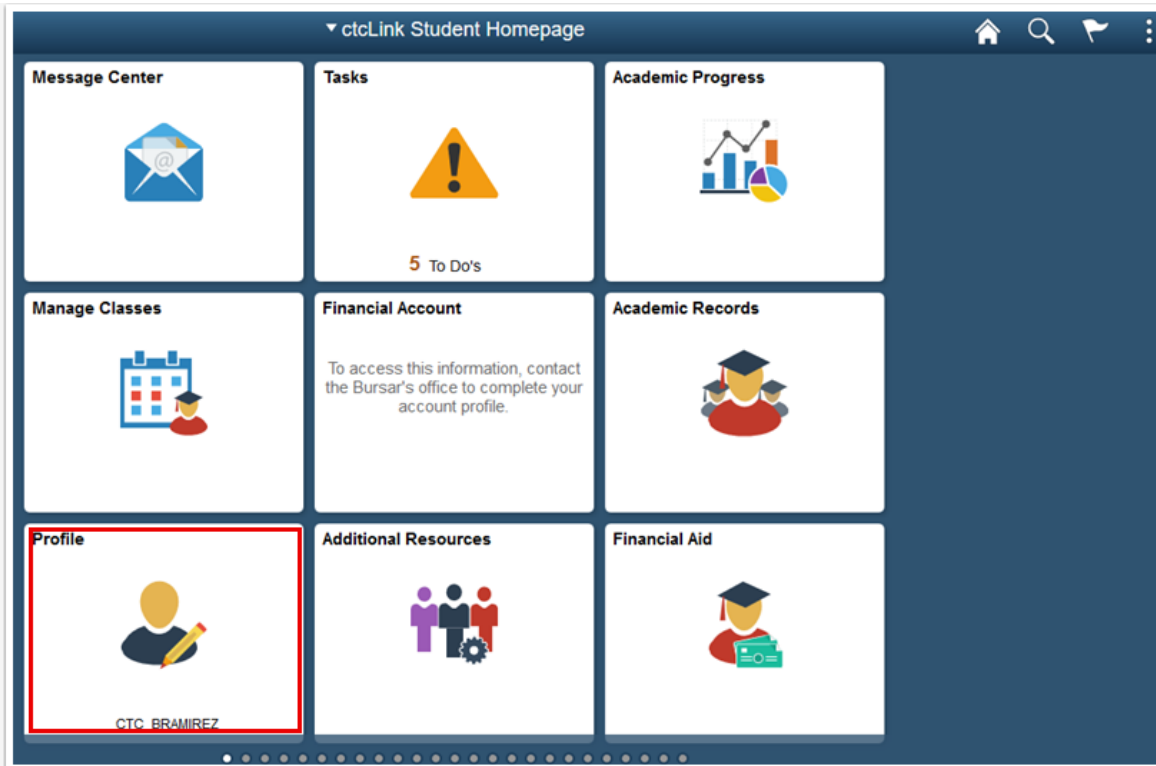 ctcLink Student Homepage
Message Center
Tasks
Academic Progress
@
5 To Do's
Manage Classes
Financial Account
Academic Records
To access this information, contact
the Bursar's office to complete your
account profile.
Profile
Additional Resources
Financial Aid
CTC_BRAMIREZ